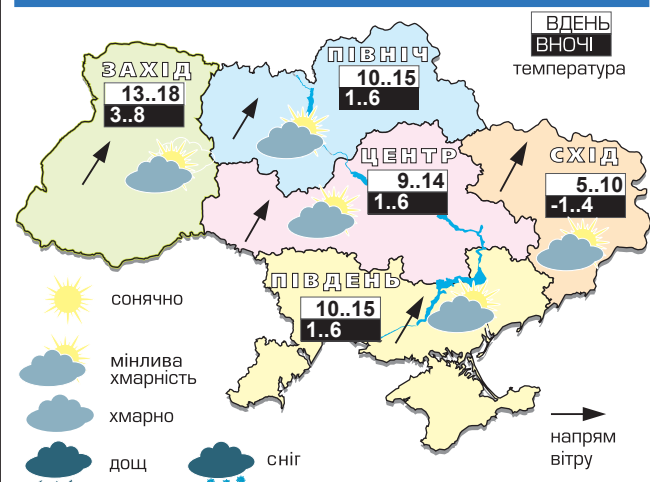 ВДЕНЬ
ВНОЧІ
температура
ЗАХІД
13..18
3..8
ПІВНІЧ
10..15
1..6
ЦЕНТР
9..14
1..6
СХІД
5..10
-1..4
ПІВДЕНЬ
10..15
1..6
сонячно
мінлива
хмарність
хмарно
дощ
сніг
напрям
вітру